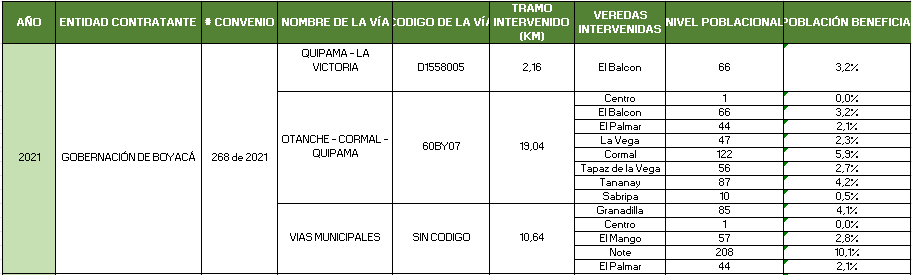 AÑO ENTIDAD CONTRATANTE # CONVENIO NOMBRE DE LA VÍA CODIGO DE LA VÍA TRAMO INTERVENIDO (KM) VEREDAS INTERVENIDAS NIVEL POBLACIONAL POBLACIÓN BENEFICIA
2021 GOBERNACIÓN DE BOYACÁ 268 de 2021
QUIPAMA - LA VICTORIA D1558005 2,16 El Balcon 66 3,2%
OTANCHE - CORMAL - QUIPAMA 60BY07 19,04
Centro 1 0,0%
El Balcon 66 3,2%
El Palmar 44 2,1%
La Vega 47 2,3%
Cormal 122 5,9%
Tapaz de la Vega 56 2,7%
Tananay 87 4,2%
Sabripa 10 0,5%
VIAS MUNICIPALES SIN CODIGO 10,64
Granadilla 85 4,1%
Centro 1 0,0%
El Mango 57 2,8%
Note 208 10,1%
El Palmar 44 2,1%